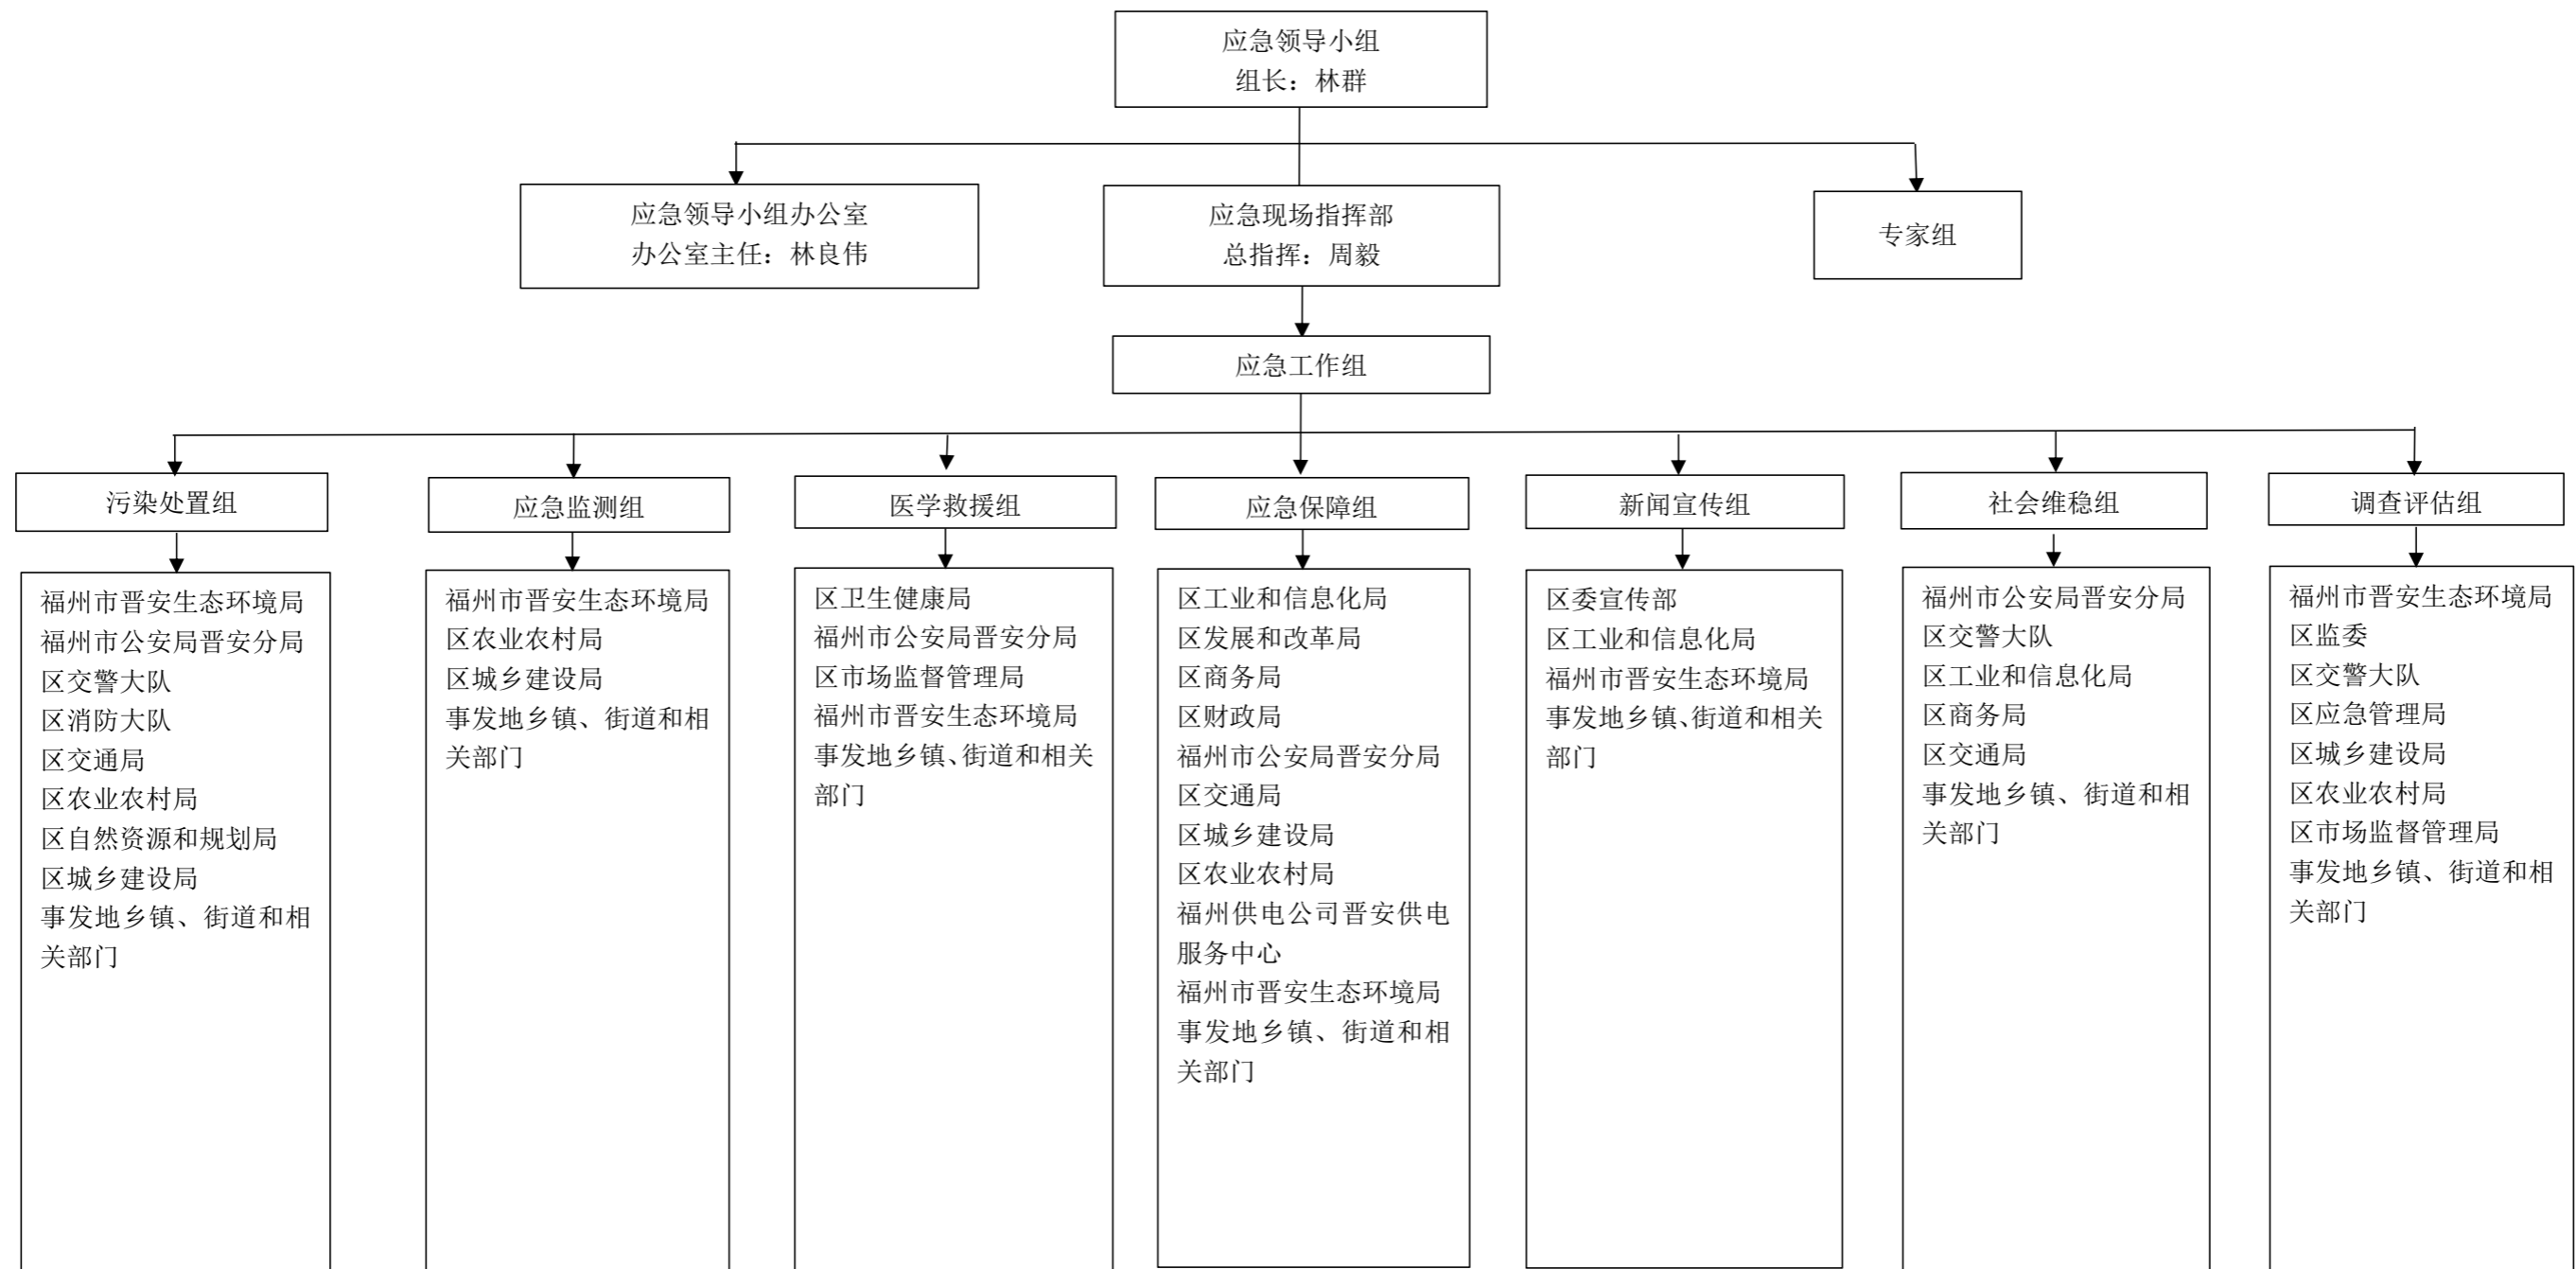 应急领导小组
组长：林群
应急领导小组办公室
办公室主任：林良伟
应急现场指挥部
总指挥：周毅
专家组
应急工作组
污染处置组
应急监测组
医学救援组
应急保障组
新闻宣传组
社会维稳组
调查评估组
福州市晋安生态环境局
福州市公安局晋安分局
区交警大队
区消防大队
区交通局
区农业农村局
区自然资源和规划局
区城乡建设局
事发地乡镇、街道和相
关部门
福州市晋安生态环境局
区农业农村局
区城乡建设局
事发地乡镇、街道和相
关部门
区卫生健康局
福州市公安局晋安分局
区市场监督管理局
福州市晋安生态环境局
事发地乡镇、街道和相关
部门
区工业和信息化局
区发展和改革局
区商务局
区财政局
福州市公安局晋安分局
区交通局
区城乡建设局
区农业农村局
福州供电公司晋安供电
服务中心
福州市晋安生态环境局
事发地乡镇、街道和相
关部门
区委宣传部
区工业和信息化局
福州市晋安生态环境局
事发地乡镇、街道和相关
部门
福州市公安局晋安分局
区交警大队
区工业和信息化局
区商务局
区交通局
事发地乡镇、街道和相
关部门
福州市晋安生态环境局
区监委
区交警大队
区应急管理局
区城乡建设局
区农业农村局
区市场监督管理局
事发地乡镇、街道和相
关部门